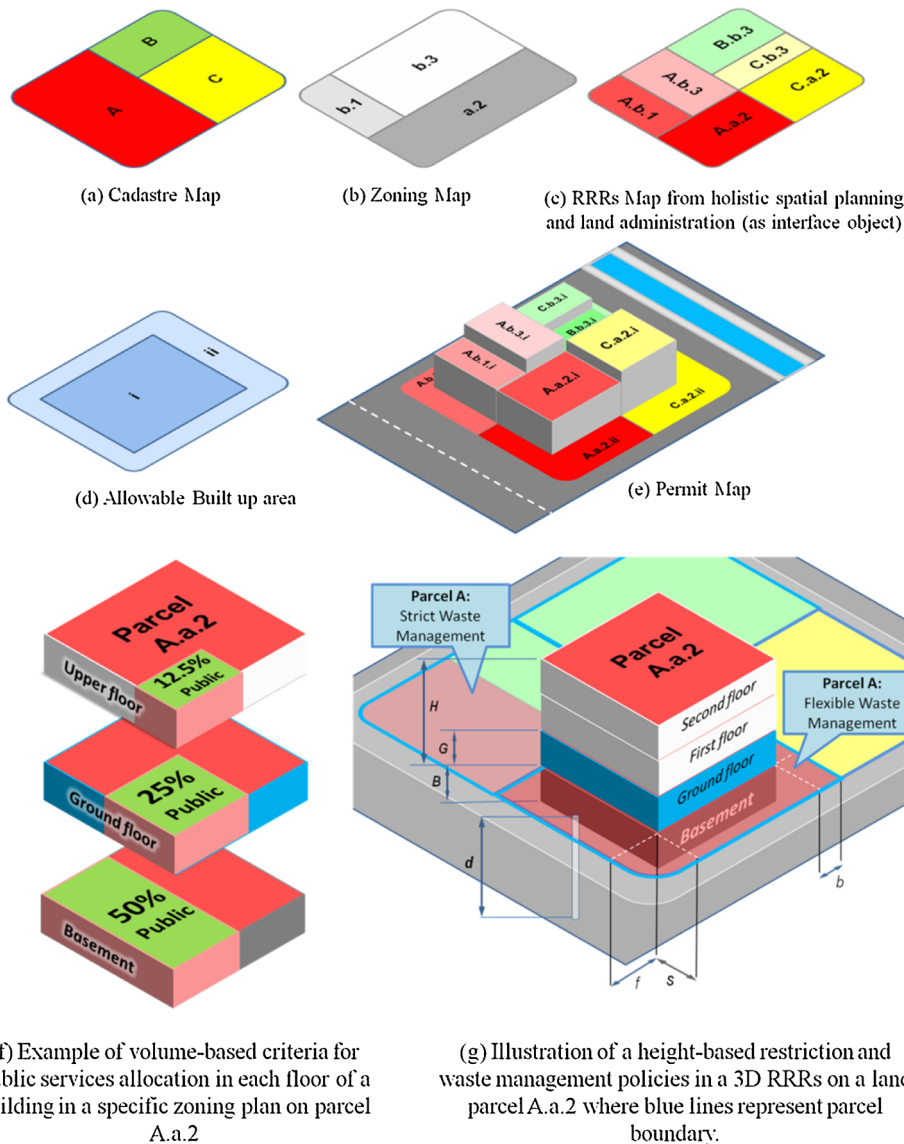 B
A
C
b.3
b.1
a.2
B.b.3
A.b.3
C.b.3
A.b.1
C.a.2
A.a.2
(a) Cadastre Map
(b) Zoning Map
(c) RRRs Map from holistic spatial planning
and land administration (as interface object)
i
ii
C.b.3.i
A.b.3.i
B.b.3.i
C.a.2.i
A.b.1.i
A.b
A.a.2.i
C.a.2.ii
A.a.2.ii
(d) Allowable Built up area
(e) Permit Map
Parcel
A.a.2
12.5%
Public
Upper floor
25%
Public
Ground floor
50%
Public
Basement
Parcel A:
Strict Waste
Management
Parcel
A.a.2
Parcel A:
Flexible Waste
Management
Second floor
First floor
Ground floor
Basement
H
G
B
d
b
f
s
f) Example of volume-based criteria for
ublic services allocation in each floor of a
uilding in a specific zoning plan on parcel
A.a.2
(g) Illustration of a height-based restriction and
waste management policies in a 3D RRRs on a land
parcel A.a.2 where blue lines represent parcel
boundary.